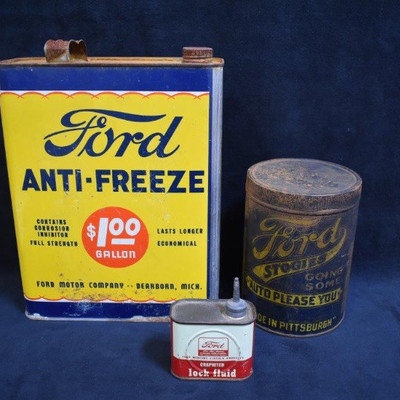 Ford
ANTI-FREEZE
CONTAINS
CORROSION
INHIBITOR
FULL STRENGTH
$1.00
GALLON
LASTS LONGER
ECONOMICAL
FORD MOTOR COMPANY -- DEARBORN, MICH.
Ford
STOGIES
GOING
SOME
"AUTO PLEASE YOU"
DE IN PITTSBURGH
Ford
GRAPHITED
lock fluid